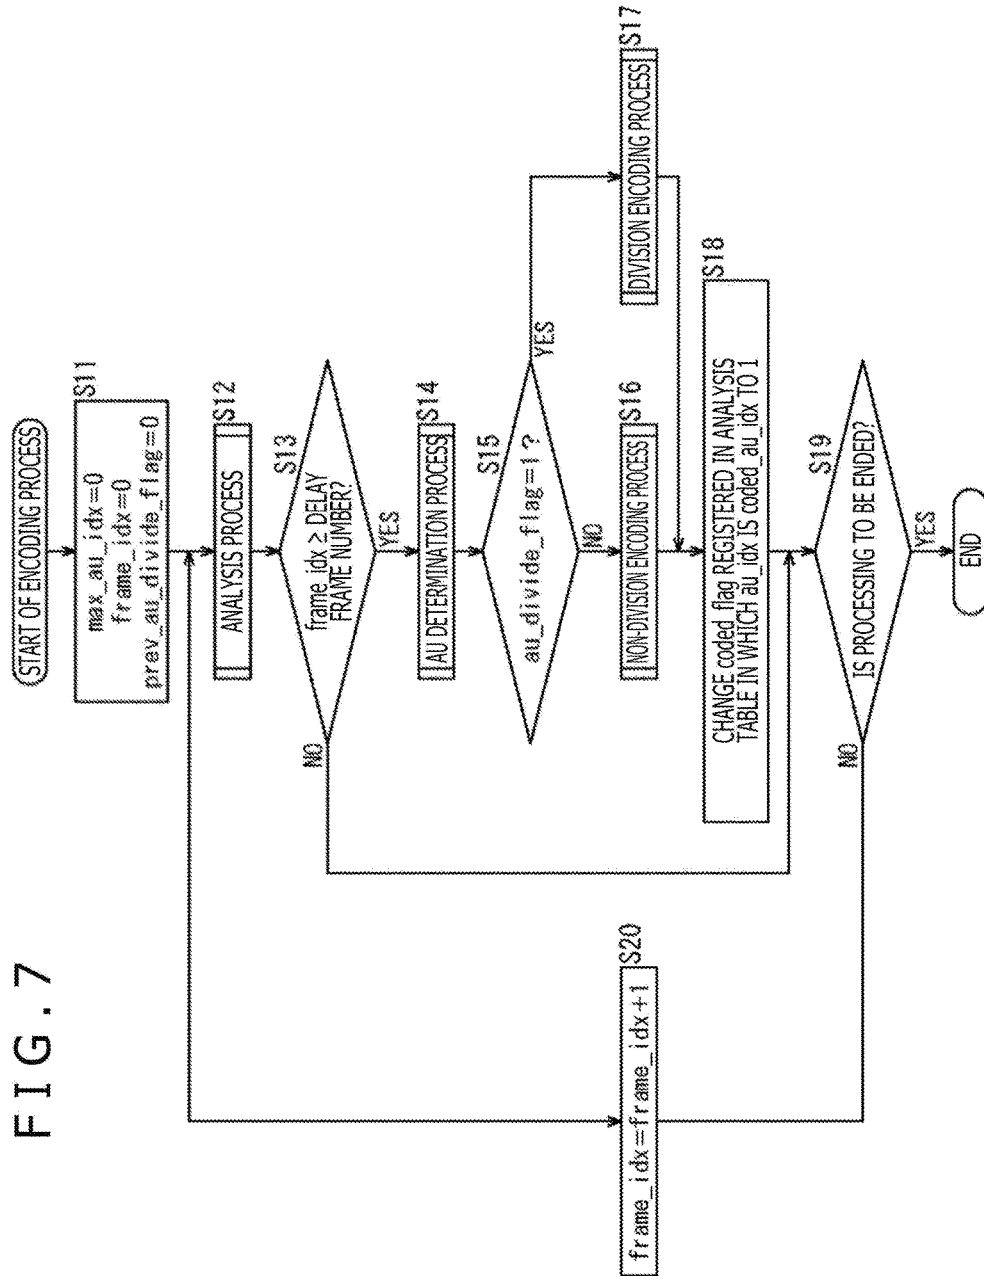 FIG. 7
START OF ENCODING PROCESS
S11
max_au_idx=0
frame_idx=0
prev_au_divide_flag=0
S12
ANALYSIS PROCESS
S13
frame_idx ≥ DELAY
FRAME NUMBER?
NO
YES
S14
AU DETERMINATION PROCESS
S15
au_divide_flag=1?
YES
NO
S16
NON-DIVISION ENCODING PROCESS
S17
DIVISION ENCODING PROCESS
S18
CHANGE coded flag REGISTERED IN ANALYSIS
TABLE IN WHICH au_idx IS coded_au_idx TO 1
S19
IS PROCESSING TO BE ENDED?
NO
YES
S20
frame_idx=frame_idx+1
END